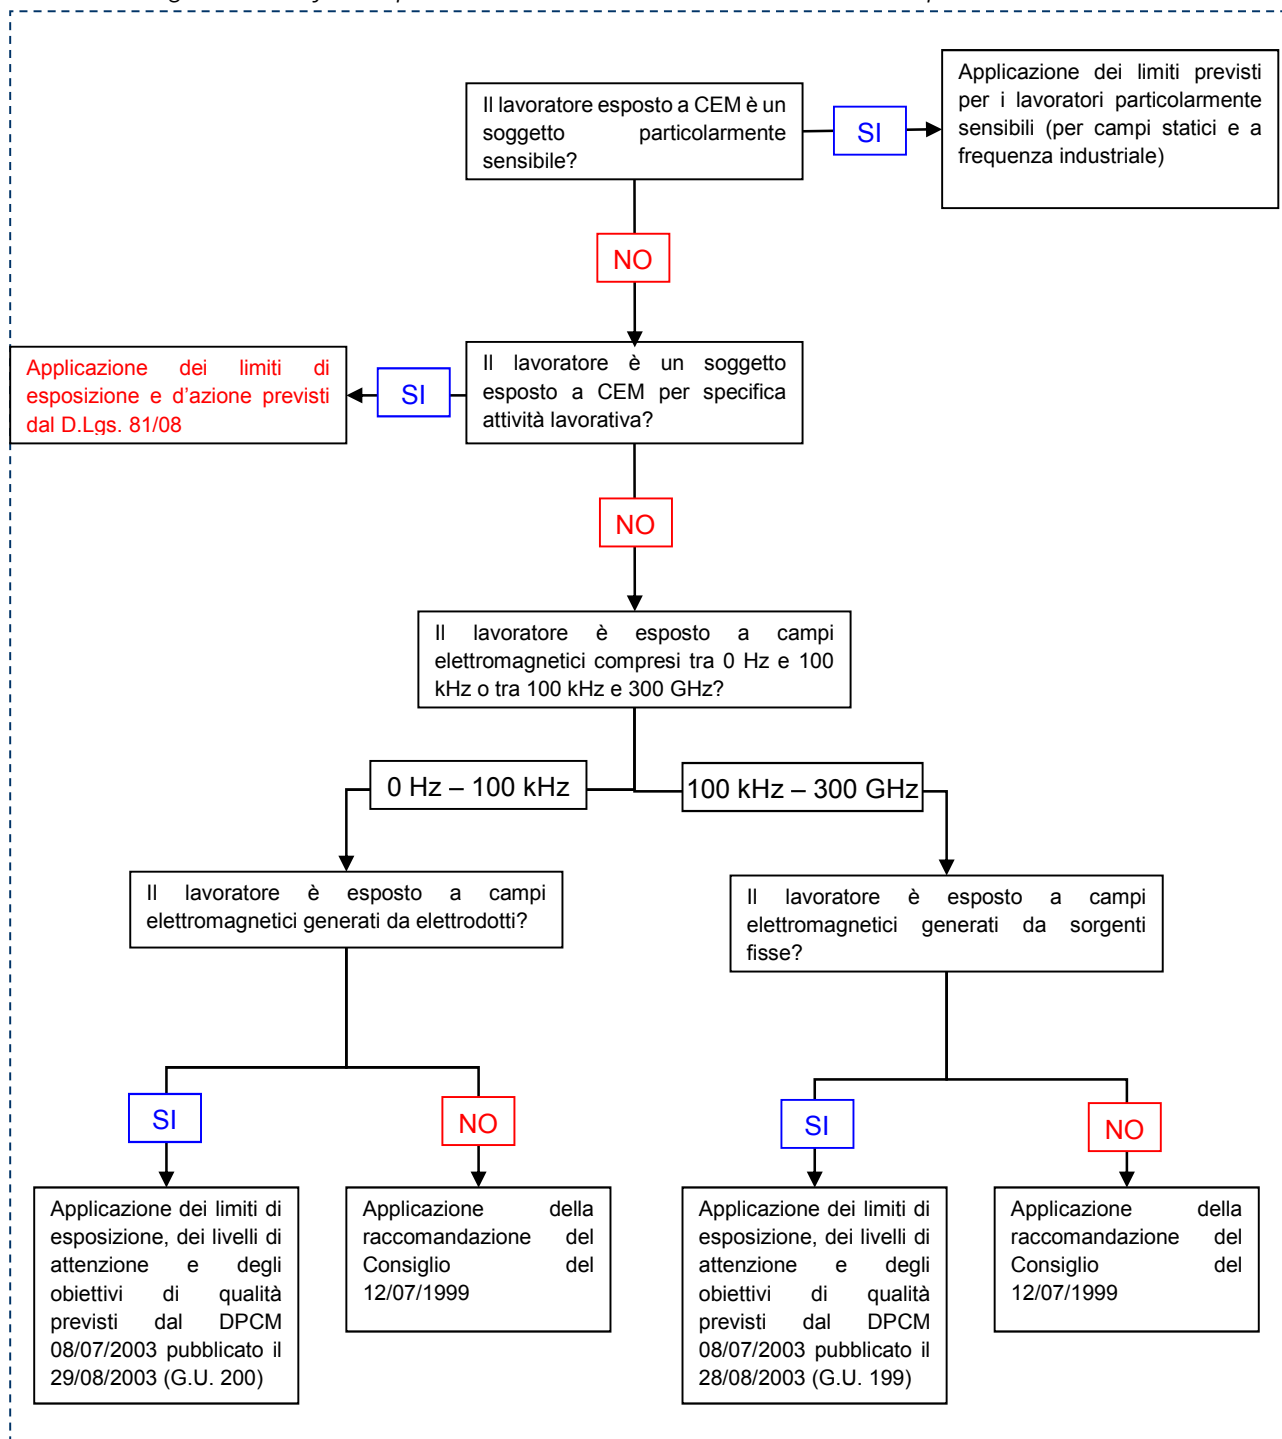 Il lavoratore esposto a CEM è un
soggetto particolarmente
sensibile?
SI
Applicazione dei limiti previsti
per i lavoratori particolarmente
sensibili (per campi statici e a
frequenza industriale)
NO
Il lavoratore è un soggetto
esposto a CEM per specifica
attività lavorativa?
SI
Applicazione dei limiti di
esposizione e d'azione previsti
dal D.Lgs. 81/08
NO
Il lavoratore è esposto a campi
elettromagnetici compresi tra 0 Hz e 100
kHz o tra 100 kHz e 300 GHz?
0 Hz – 100 kHz
100 kHz – 300 GHz
Il lavoratore è esposto a campi
elettromagnetici generati da elettrodotti?
Il lavoratore è esposto a campi
elettromagnetici generati da sorgenti
fisse?
SI
NO
SI
NO
Applicazione dei limiti di
esposizione, dei livelli di
attenzione e degli
obiettivi di qualità
previsti dal DPCM
08/07/2003 pubblicato il
29/08/2003 (G.U. 200)
Applicazione della
raccomandazione del
Consiglio del
12/07/1999
Applicazione dei limiti di
esposizione, dei livelli di
attenzione e degli
obiettivi di qualità
previsti dal DPCM
08/07/2003 pubblicato il
28/08/2003 (G.U. 199)
Applicazione della
raccomandazione del
Consiglio del
12/07/1999